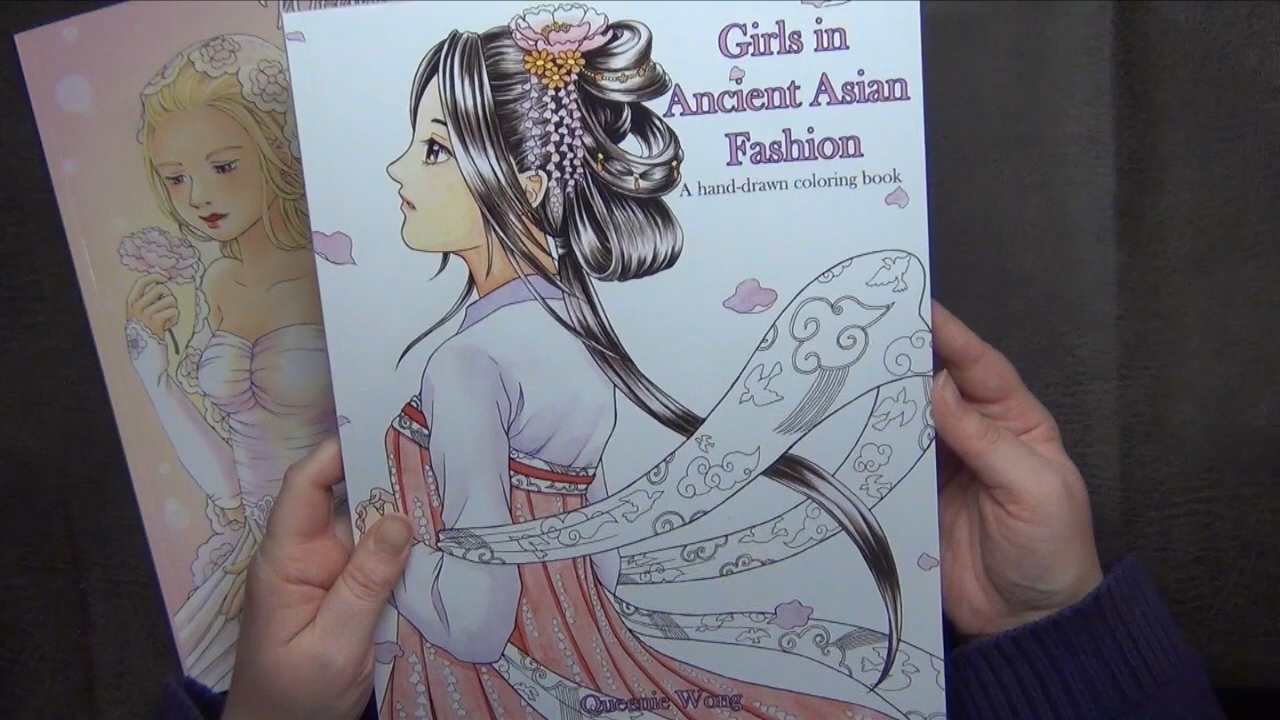 Girls in
Ancient Asian
Fashion
A hand-drawn coloring book
Queenie Wong